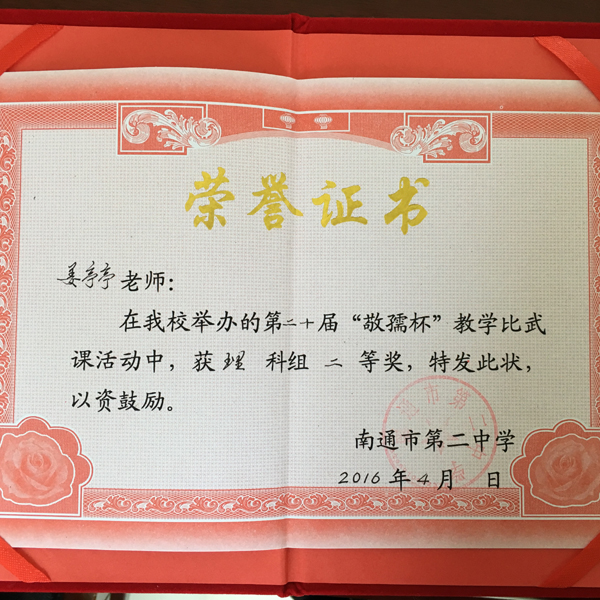 荣誉证书
姜亭亭老师：
在我校举办的第二十届“敬孺杯”教学比武
课活动中，获理 科组 二 等奖，特发此状，
以资鼓励。
南通市第二中学
2016年4月 日